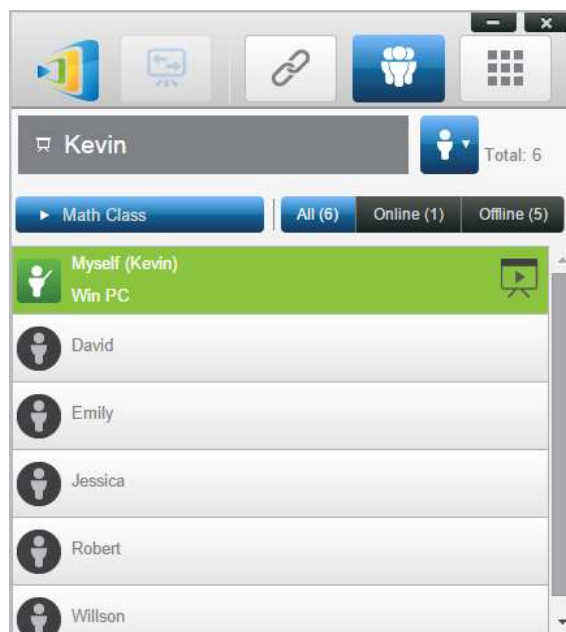 Kevin
Total: 6
Math Class
All (6)
Online (1)
Offline (5)
Myself (Kevin)
Win PC
David
Emily
Jessica
Robert
Willson